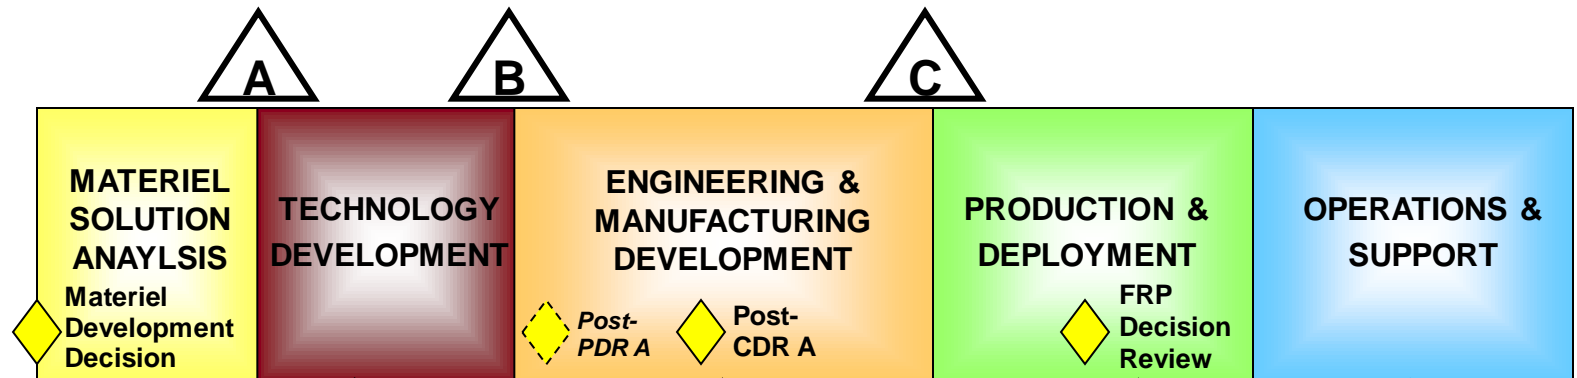 A
B
C
MATERIEL
SOLUTION
ANAYLSIS
Materiel
Development
Decision
TECHNOLOGY
DEVELOPMENT
ENGINEERING &
MANUFACTURING
DEVELOPMENT
Post-
PDR A
Post-
CDR A
PRODUCTION &
DEPLOYMENT
FRP
Decision
Review
OPERATIONS &
SUPPORT